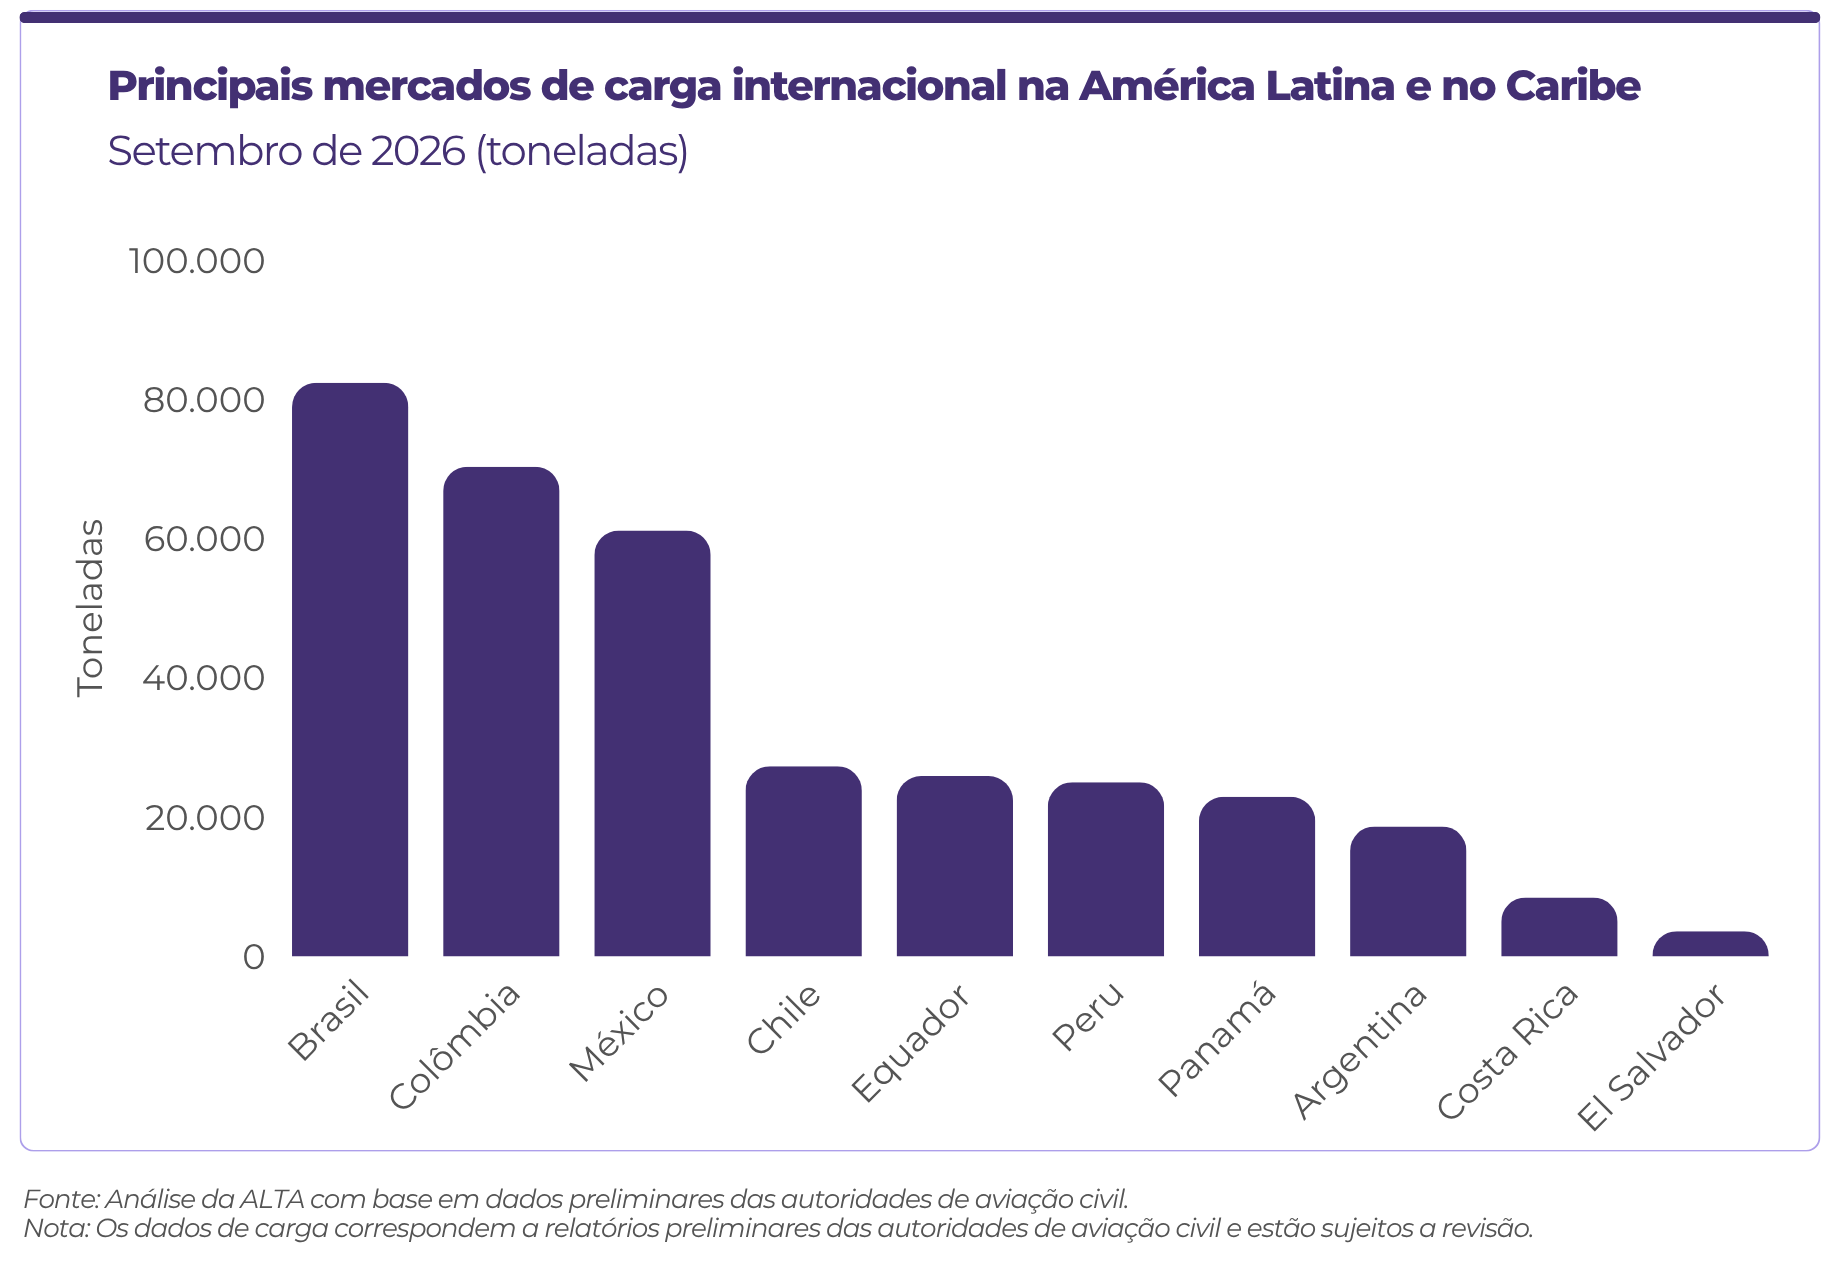 Principais mercados de carga internacional na América Latina e no Caribe
Setembro de 2026 (toneladas)
100.000
80.000
60.000
40.000
20.000
0
Toneladas
Brasil
Colômbia
México
Chile
Equador
Peru
Panamá
Argentina
Costa Rica
El Salvador
Fonte: Análise da ALTA com base em dados preliminares das autoridades de aviação civil.
Nota: Os dados de carga correspondem a relatórios preliminares das autoridades de aviação civil e estão sujeitos a revisão.